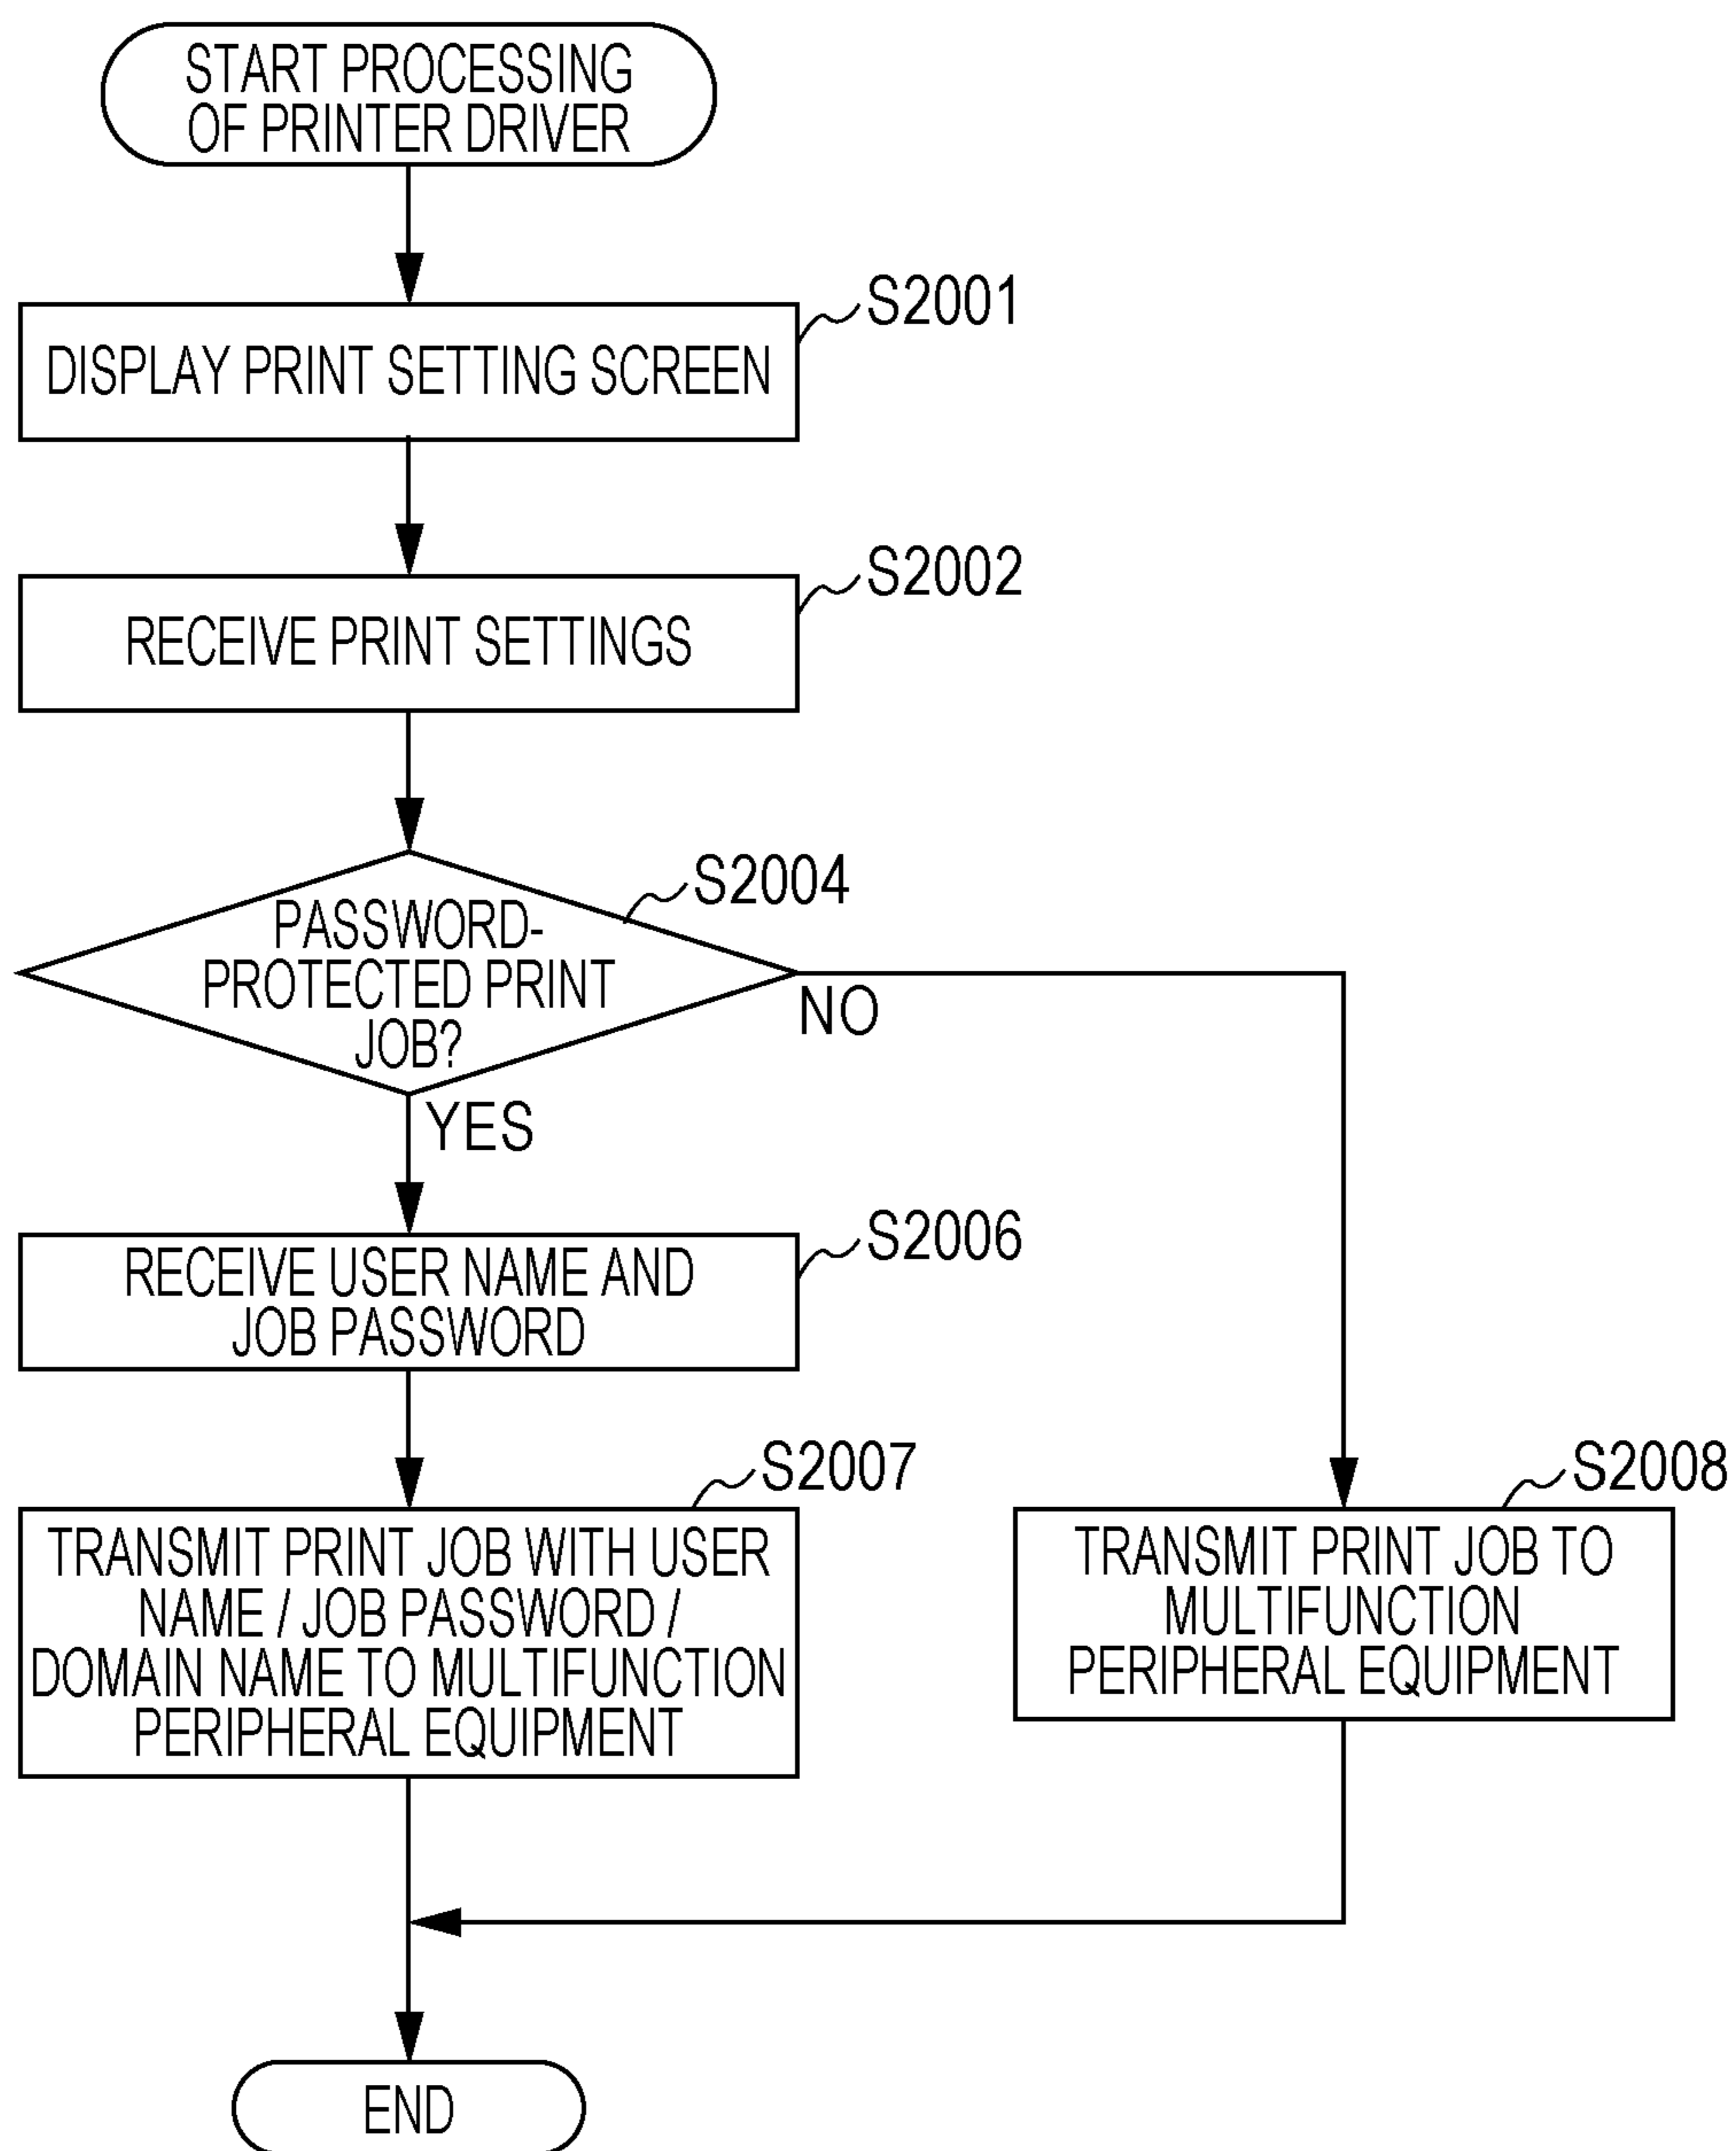 START PROCESSING
OF PRINTER DRIVER
S2001
DISPLAY PRINT SETTING SCREEN
S2002
RECEIVE PRINT SETTINGS
S2004
PASSWORD-
PROTECTED PRINT
JOB?
NO
YES
S2006
RECEIVE USER NAME AND
JOB PASSWORD
S2007
TRANSMIT PRINT JOB WITH USER
NAME / JOB PASSWORD /
DOMAIN NAME TO MULTIFUNCTION
PERIPHERAL EQUIPMENT
S2008
TRANSMIT PRINT JOB TO
MULTIFUNCTION
PERIPHERAL EQUIPMENT
END